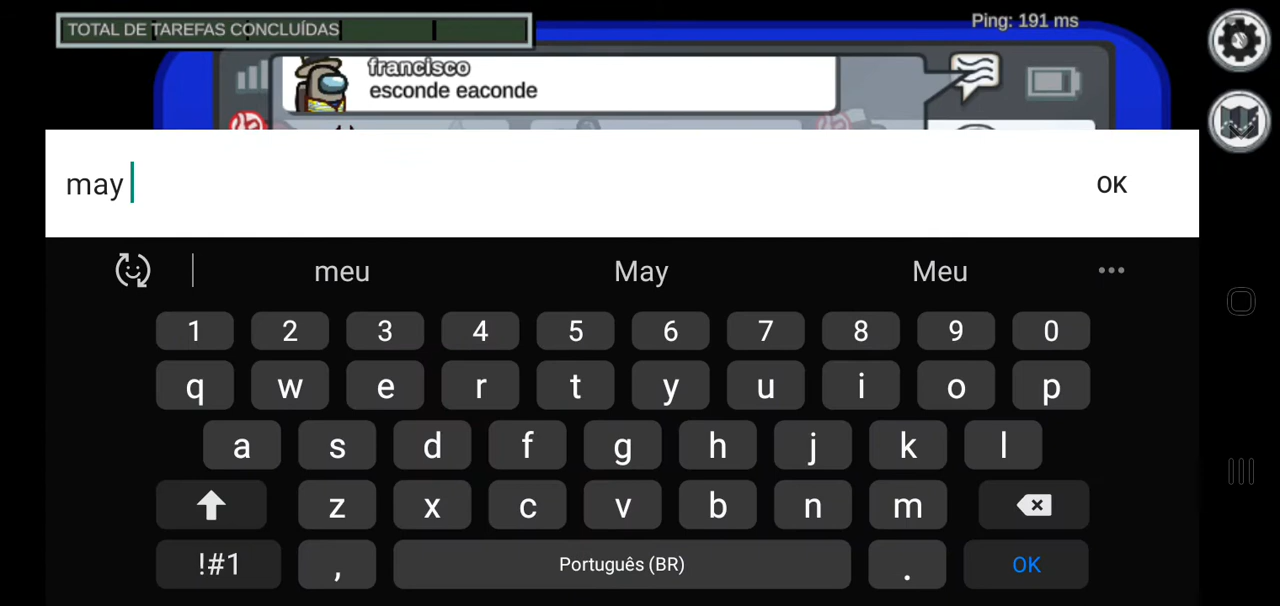 TOTAL DE TAREFAS CONCLUÍDAS
Ping: 191 ms
francisco
esconde eaconde
may
OK
meu May Meu
1 2 3 4 5 6 7 8 9 0
q w e r t y u i o p
a s d f g h j k l
z x c v b n m
!#1 , Português (BR) . OK